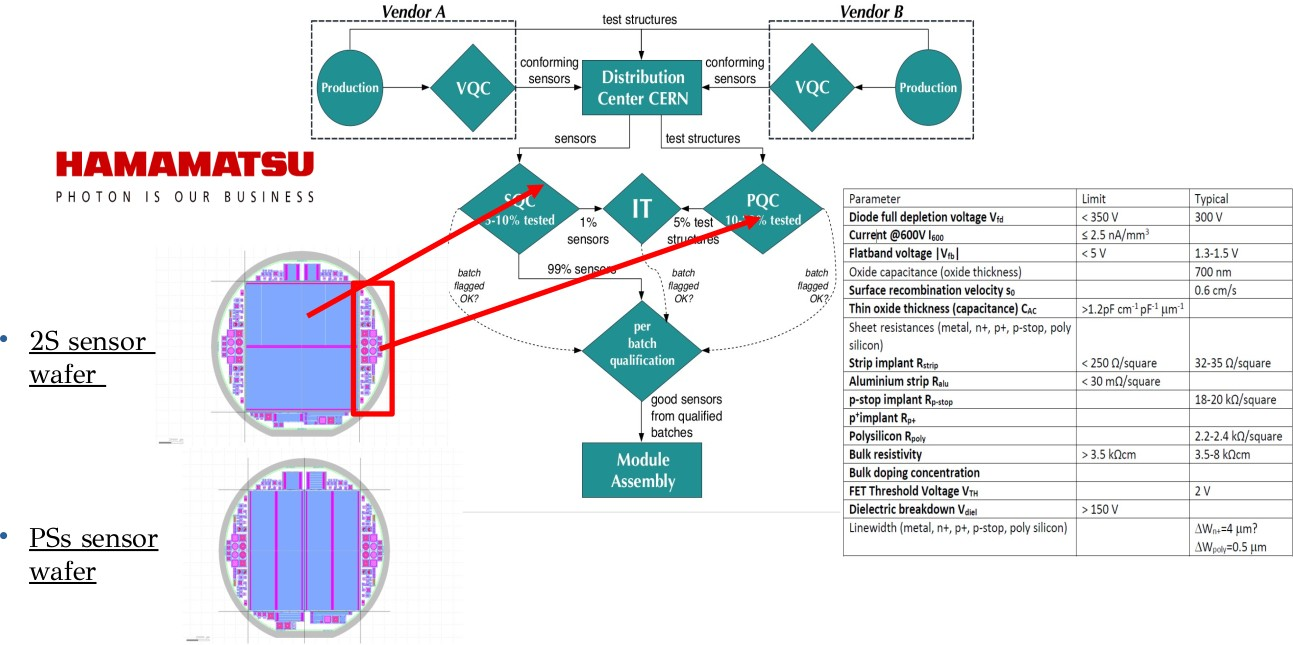 Vendor A
Vendor B
test structures
Production
VQC
conforming
sensors
Distribution
Center CERN
conforming
sensors
VQC
Production
sensors
test structures
HAMAMATSU
PHOTON IS OUR BUSINESS
SQC
-10% tested
1%
sensors
IT
5% test
structures
PQC
tested
99% sensors
batch
flagged
OK?
batch
flagged
OK?
batch
flagged
OK?
per
batch
qualification
good sensors
from qualified
batches
Module
Assembly
• 2S sensor
wafer
• PSs sensor
wafer
Parameter Limit Typical
Diode full depletion voltage Vfd < 350 V 300 V
Current @600V I600 ≤ 2.5 nA/mm³
Flatband voltage |Vfb| < 5 V 1.3-1.5 V
Oxide capacitance (oxide thickness) 700 nm
Surface recombination velocity s0 0.6 cm/s
Thin oxide thickness (capacitance) CAC >1.2pF cm⁻¹ pF⁻¹ μm⁻¹
Sheet resistances (metal, n+, p+, p-stop, poly
silicon)
Strip implant Rstrip < 250 Ω/square 32-35 Ω/square
Aluminium strip Ralu < 30 mΩ/square
p-stop implant Rp-stop 18-20 kΩ/square
p⁺implant Rp+
Polysilicon Rpoly 2.2-2.4 kΩ/square
Bulk resistivity > 3.5 kΩcm 3.5-8 kΩcm
Bulk doping concentration
FET Threshold Voltage VTH 2 V
Dielectric breakdown Vdiel > 150 V
Linewidth (metal, n+, p+, p-stop, poly silicon) ΔWn+=4 μm?
ΔWpoly=0.5 μm